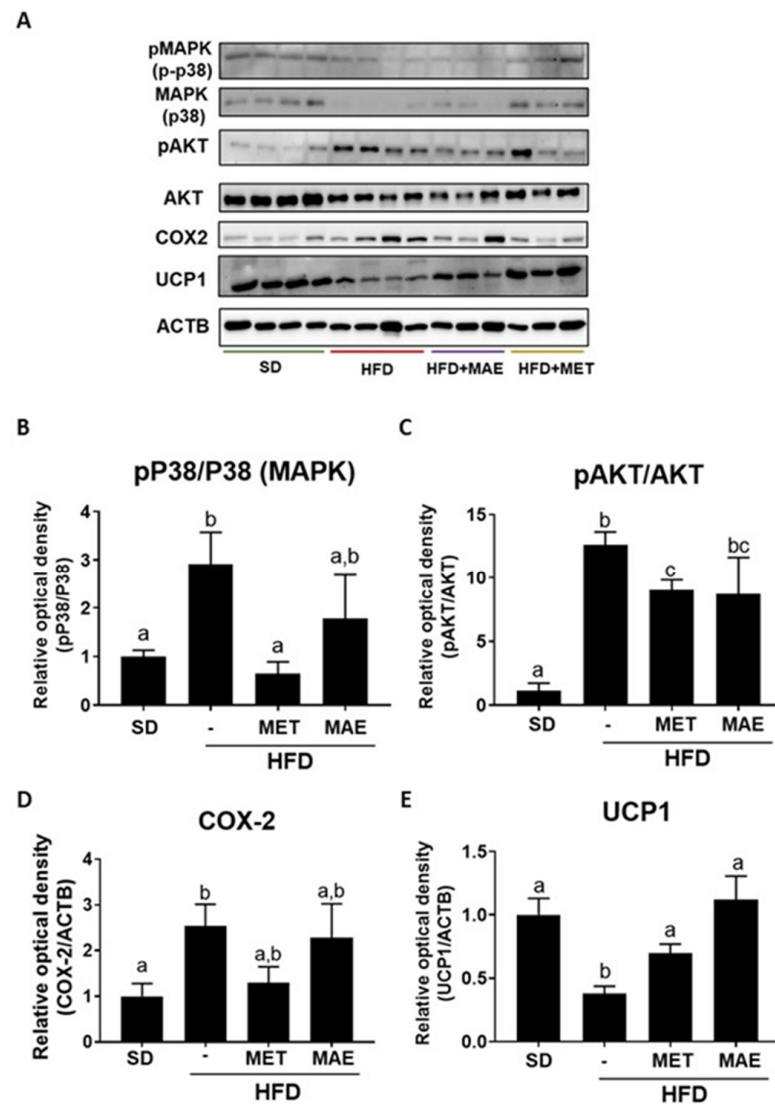 A
pMAPK
(p-p38)
MAPK
(p38)
pAKT
AKT
COX2
UCP1
ACTB
SD HFD HFD+MAE HFD+MET
B
pP38/P38 (MAPK)
Relative optical density
(pP38/P38)
4
3
2
1
0
a b a a,b
SD - MET MAE
HFD
C
pAKT/AKT
Relative optical density
(pAKT/AKT)
15
10
5
0
a b c bc
SD - MET MAE
HFD
D
COX-2
Relative optical density
(COX-2/ACTB)
4
3
2
1
0
a b a,b a,b
SD - MET MAE
HFD
E
UCP1
Relative optical density
(UCP1/ACTB)
1.5
1.0
0.5
0.0
a b a a
SD - MET MAE
HFD